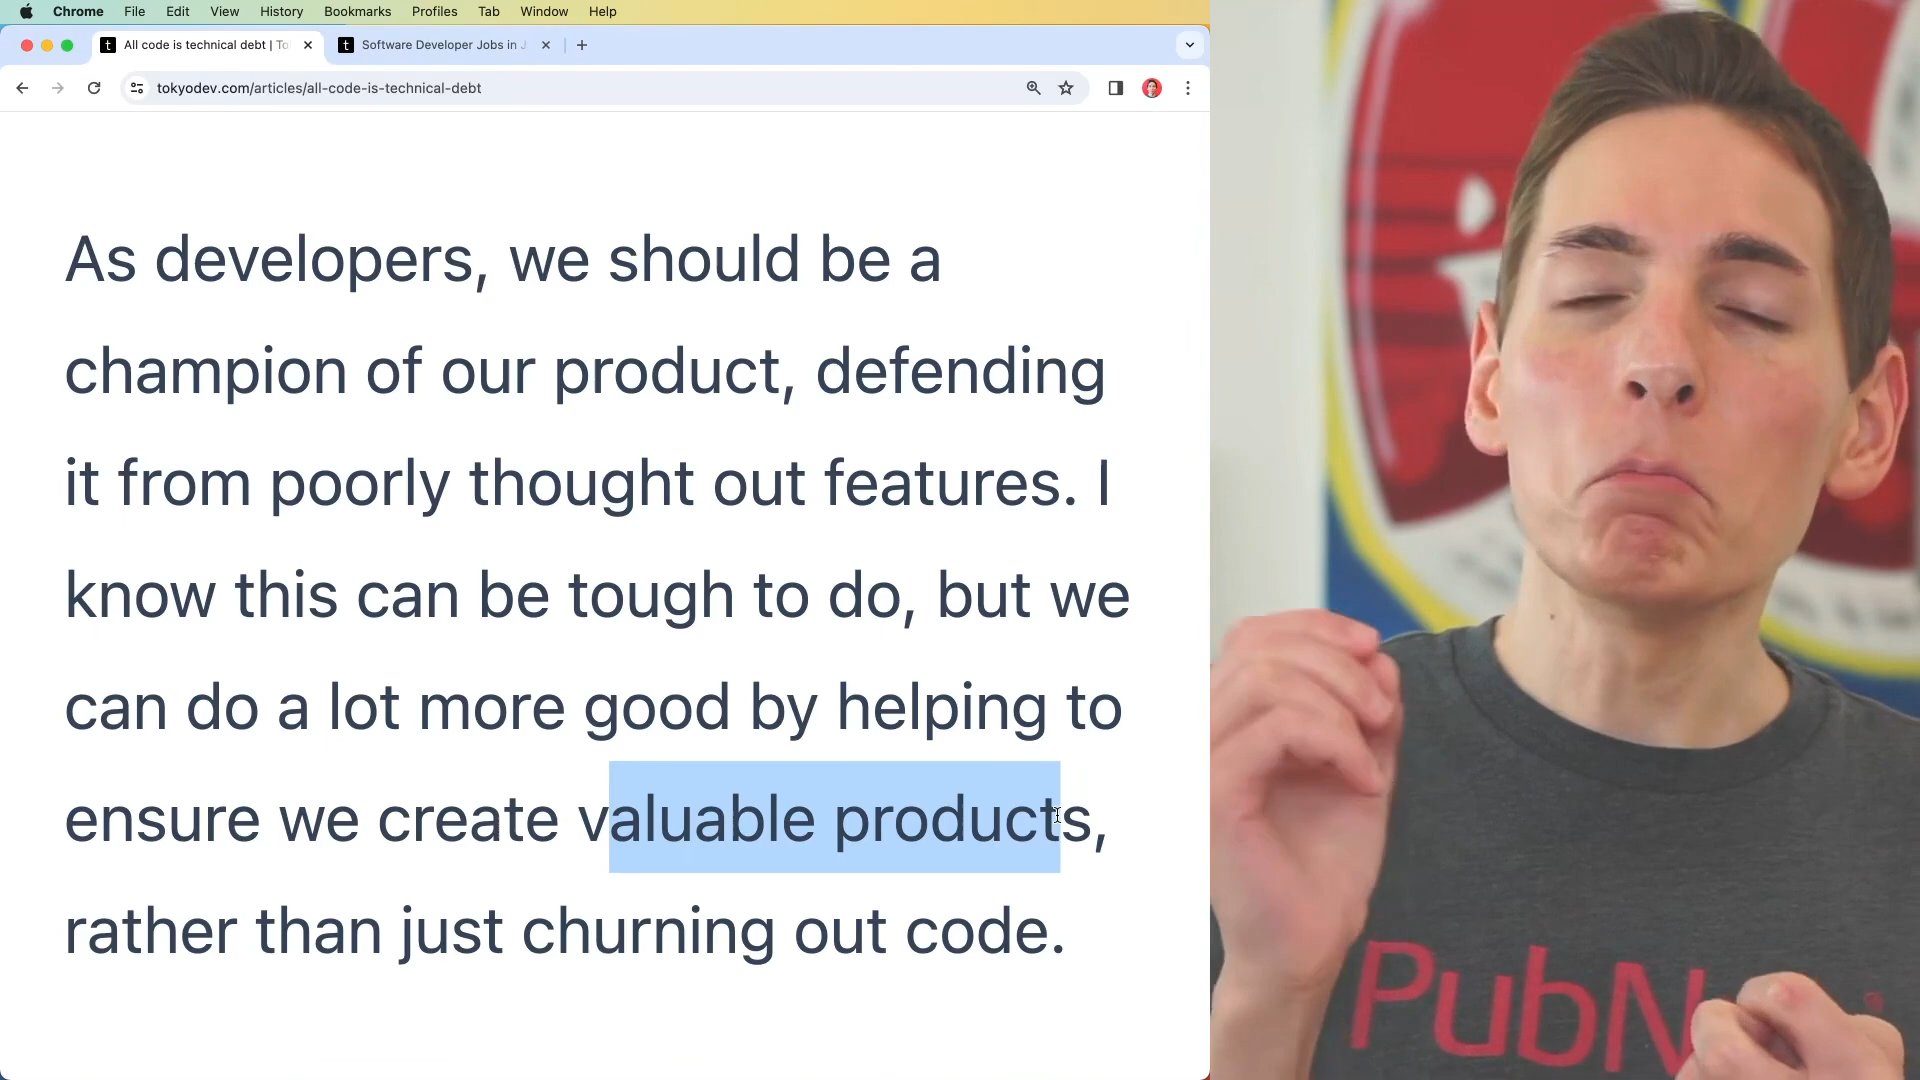 Chrome File Edit View History Bookmarks Profiles Tab Window Help
All code is technical debt | To
Software Developer Jobs in J
tokyodev.com/articles/all-code-is-technical-debt
As developers, we should be a
champion of our product, defending
it from poorly thought out features. I
know this can be tough to do, but we
can do a lot more good by helping to
ensure we create valuable products,
rather than just churning out code.
PubN